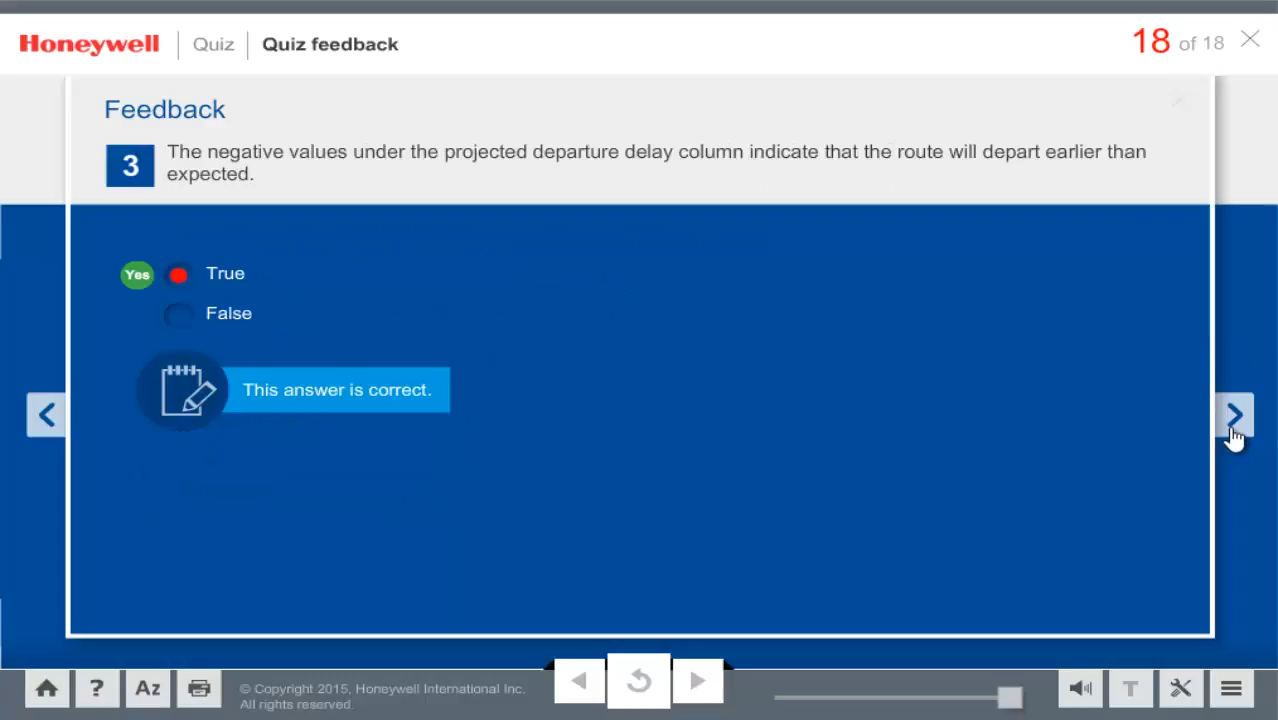 Honeywell
Quiz
Quiz feedback
18 of 18
Feedback
3
The negative values under the projected departure delay column indicate that the route will depart earlier than
expected.
Yes
True
False
This answer is correct.
?
Az
© Copyright 2015, Honeywell International Inc.
All rights reserved.
T